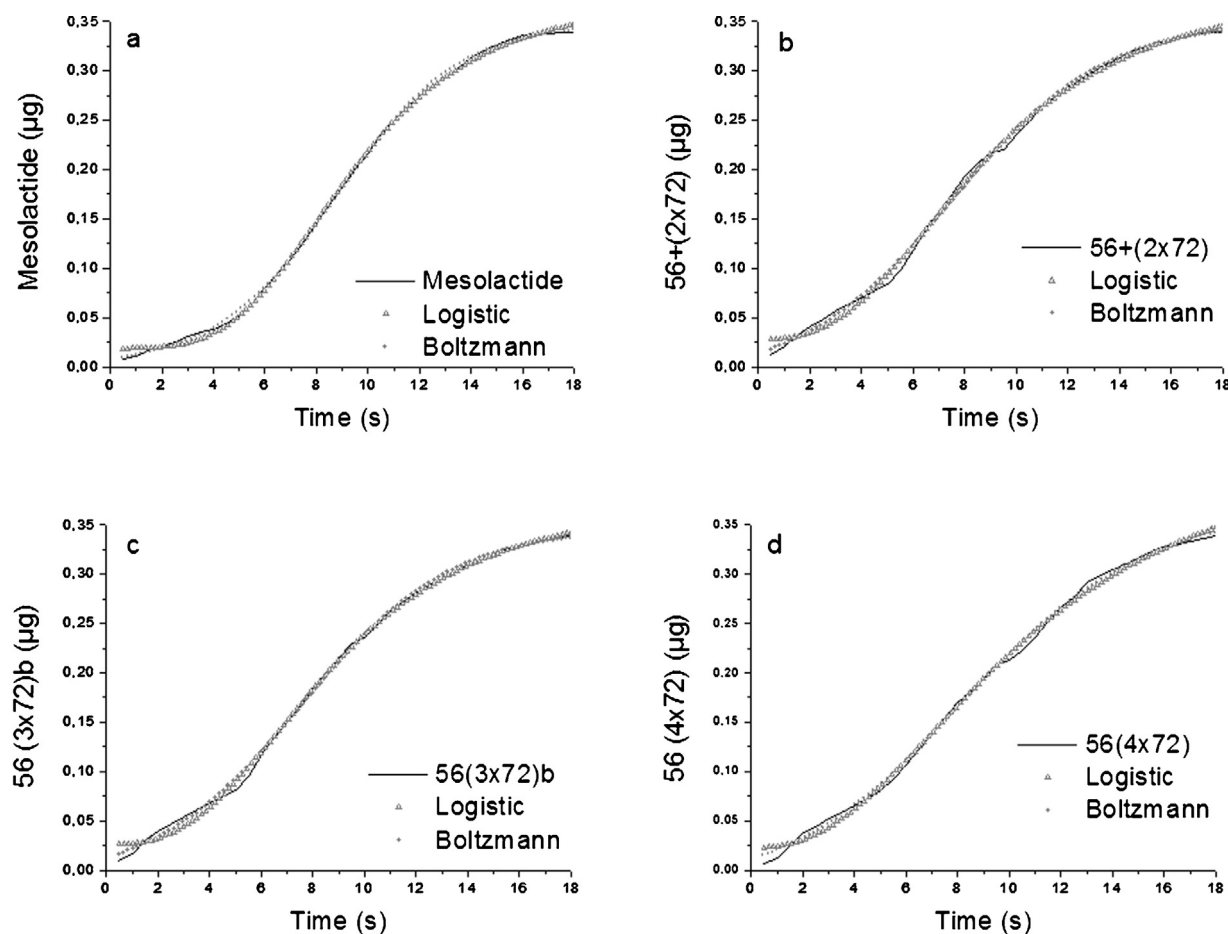 a
Mesolactide (µg)
0,35
0,30
0,25
0,20
0,15
0,10
0,05
0,00
Mesolactide
Logistic
Boltzmann
0 2 4 6 8 10 12 14 16 18
Time (s)
b
56+(2x72) (µg)
0,35
0,30
0,25
0,20
0,15
0,10
0,05
0,00
56+(2x72)
Logistic
Boltzmann
0 2 4 6 8 10 12 14 16 18
Time (s)
c
56 (3x72)b (µg)
0,35
0,30
0,25
0,20
0,15
0,10
0,05
0,00
56(3x72)b
Logistic
Boltzmann
0 2 4 6 8 10 12 14 16 18
Time (s)
d
56 (4x72) (µg)
0,35
0,30
0,25
0,20
0,15
0,10
0,05
0,00
56(4x72)
Logistic
Boltzmann
0 2 4 6 8 10 12 14 16 18
Time (s)